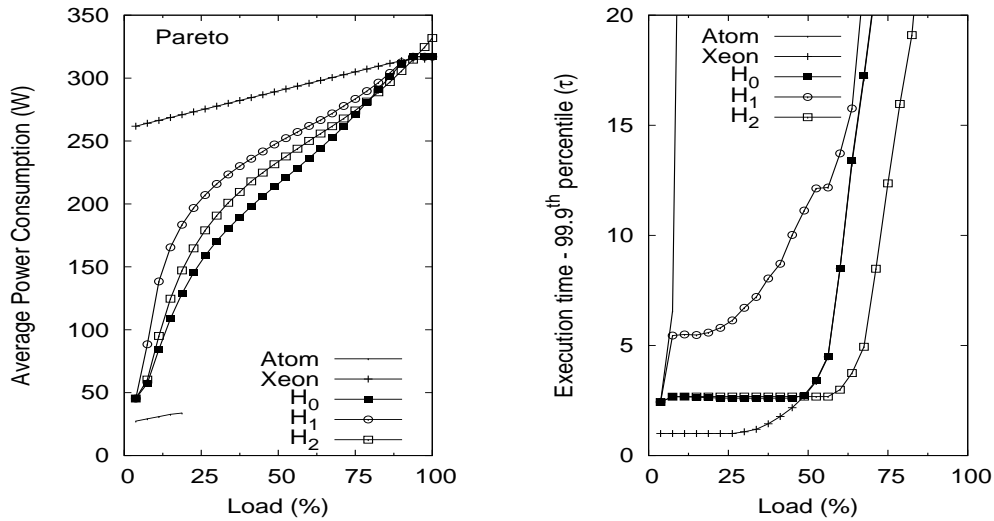 Average Power Consumption (W)
350
300
250
200
150
100
50
0
Pareto
Atom
Xeon
H0
H1
H2
0 25 50 75 100
Load (%)
Execution time - 99.9th percentile (τ)
20
15
10
5
0
Atom
Xeon
H0
H1
H2
0 25 50 75 100
Load (%)